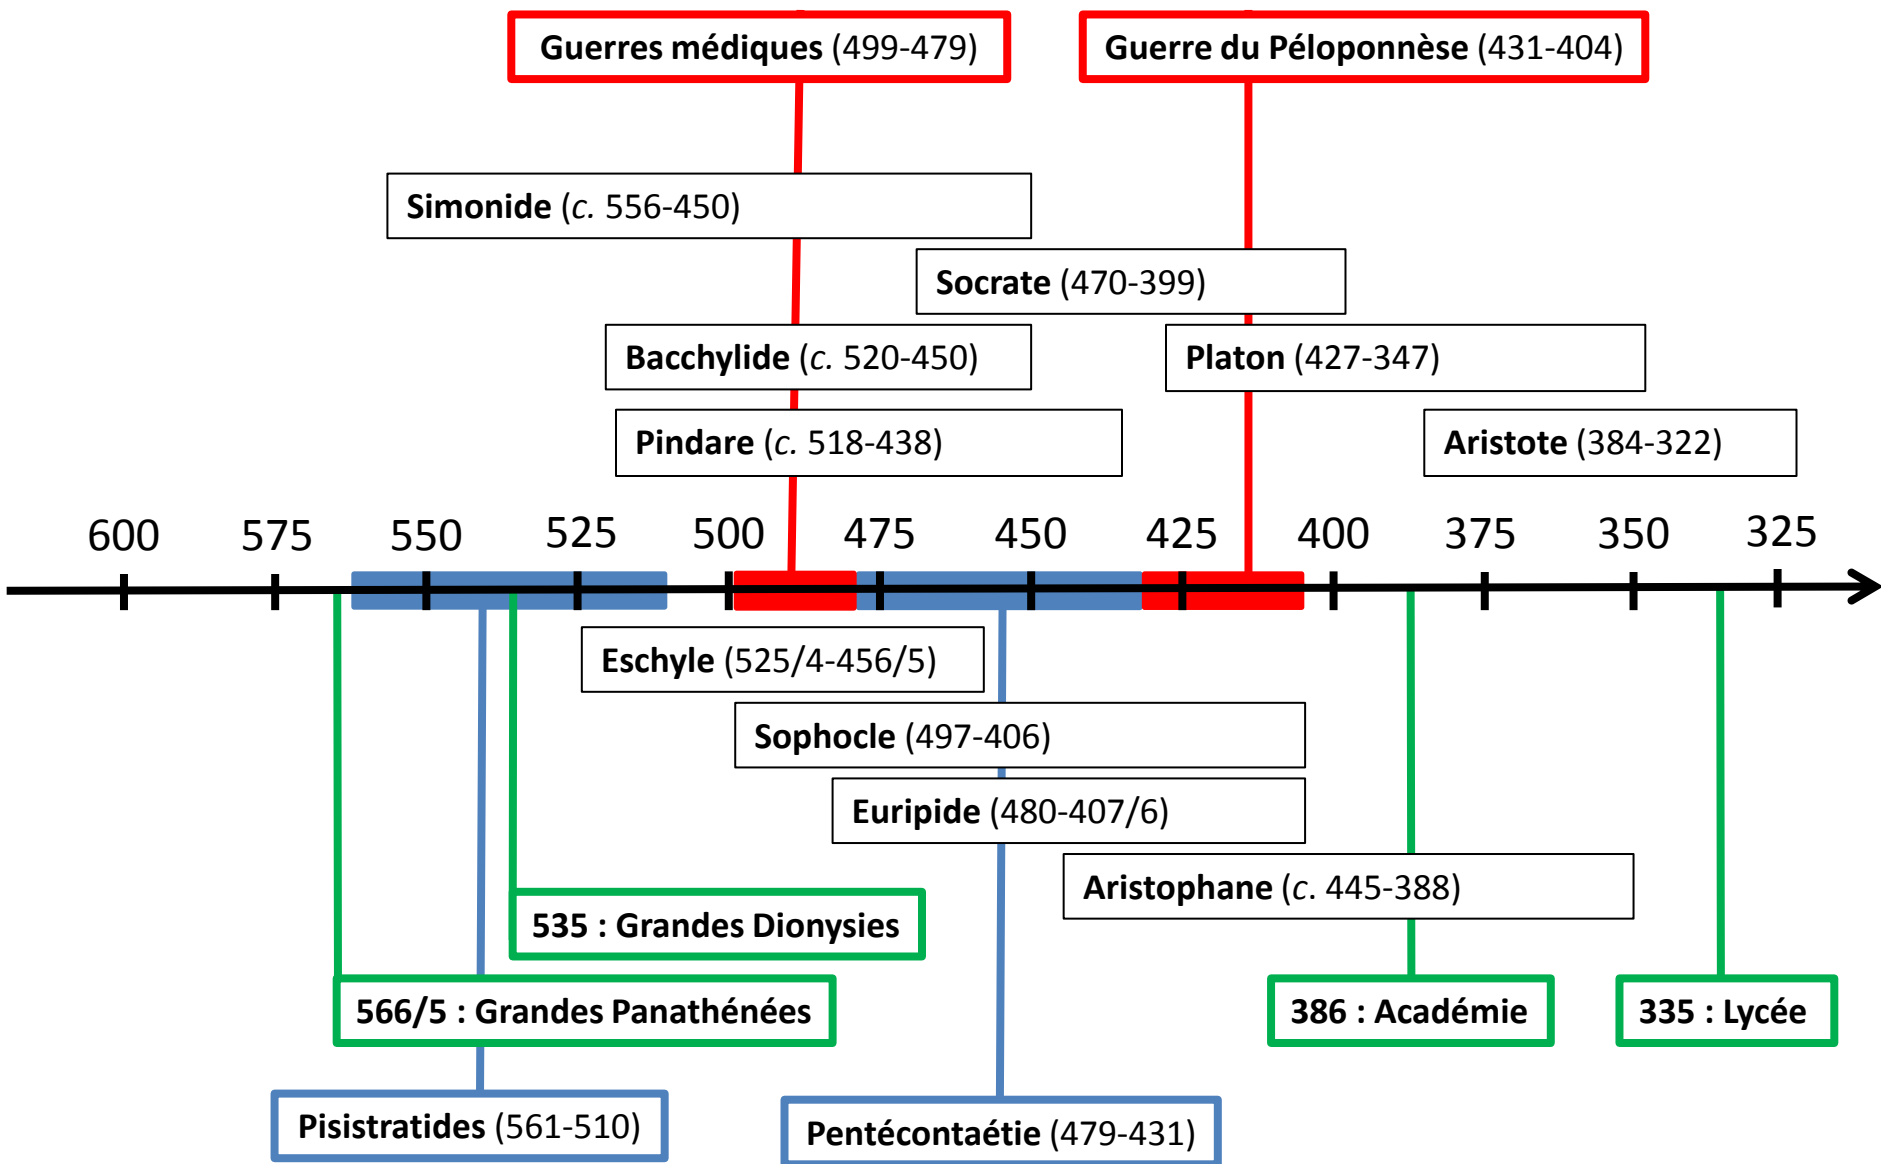 Guerres médiques (499-479)
Guerre du Péloponnèse (431-404)
Simonide (c. 556-450)
Socrate (470-399)
Bacchylide (c. 520-450)
Platon (427-347)
Pindare (c. 518-438)
Aristote (384-322)
600 575 550 525 500 475 450 425 400 375 350 325
Eschyle (525/4-456/5)
Sophocle (497-406)
Euripide (480-407/6)
Aristophane (c. 445-388)
535 : Grandes Dionysies
566/5 : Grandes Panathénées
386 : Académie
335 : Lycée
Pisistratides (561-510)
Pentécontaétie (479-431)